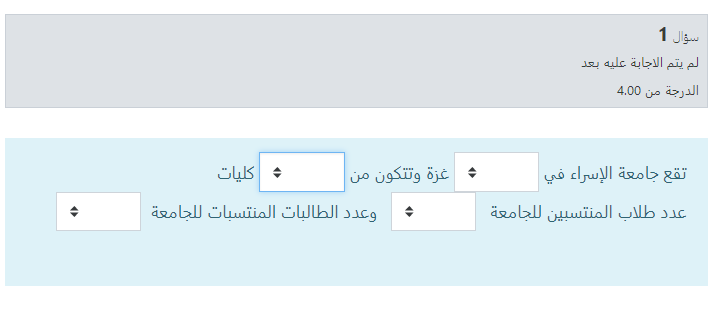 سؤال 1
لم يتم الاجابة عليه بعد
الدرجة من 4.00
تقع جامعة الإسراء في غزة وتتكون من كليات
عدد طلاب المنتسبين للجامعة وعدد الطالبات المنتسبات للجامعة